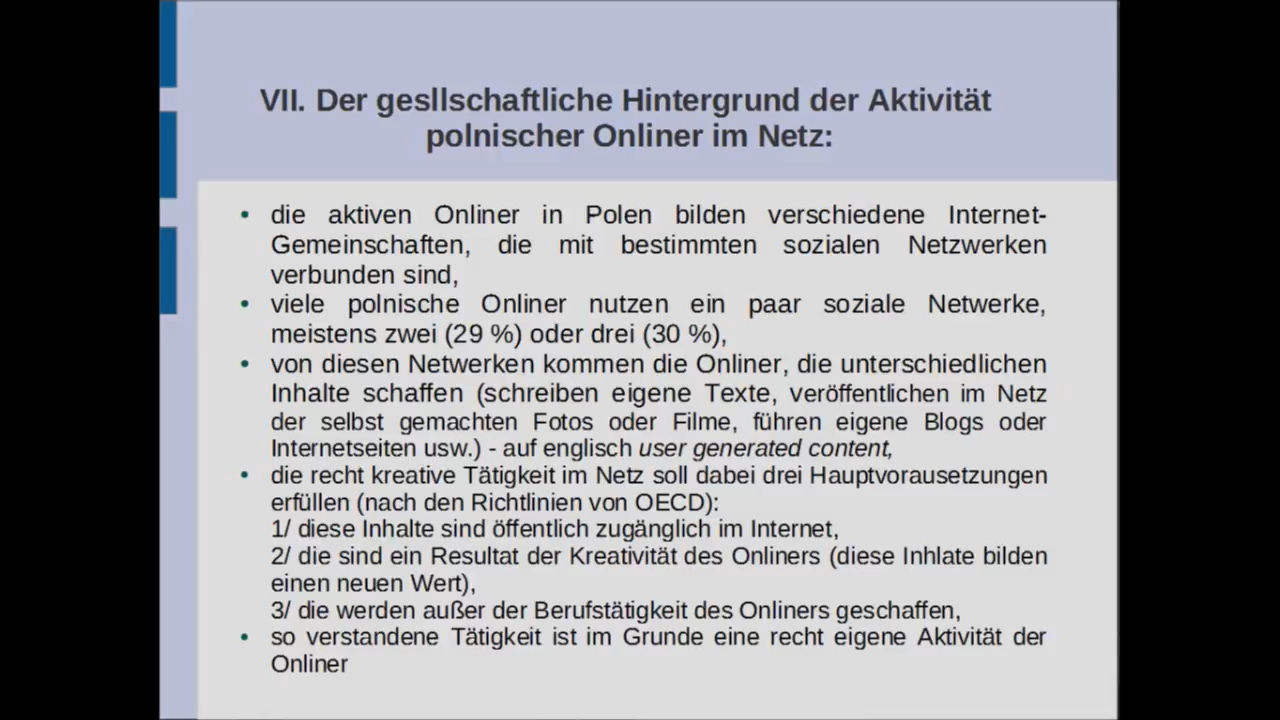 VII. Der gesllschaftliche Hintergrund der Aktivität
polnischer Onliner im Netz:
• die aktiven Onliner in Polen bilden verschiedene Internet-
Gemeinschaften, die mit bestimmten sozialen Netzwerken
verbunden sind,
• viele polnische Onliner nutzen ein paar soziale Netwerke,
meistens zwei (29 %) oder drei (30 %),
• von diesen Netwerken kommen die Onliner, die unterschiedlichen
Inhalte schaffen (schreiben eigene Texte, veröffentlichen im Netz
der selbst gemachten Fotos oder Filme, führen eigene Blogs oder
Internetseiten usw.) - auf englisch user generated content,
• die recht kreative Tätigkeit im Netz soll dabei drei Hauptvorausetzungen
erfüllen (nach den Richtlinien von OECD):
1/ diese Inhalte sind öffentlich zugänglich im Internet,
2/ die sind ein Resultat der Kreativität des Onliners (diese Inhlate bilden
einen neuen Wert),
3/ die werden außer der Berufstätigkeit des Onliners geschaffen,
• so verstandene Tätigkeit ist im Grunde eine recht eigene Aktivität der
Onliner